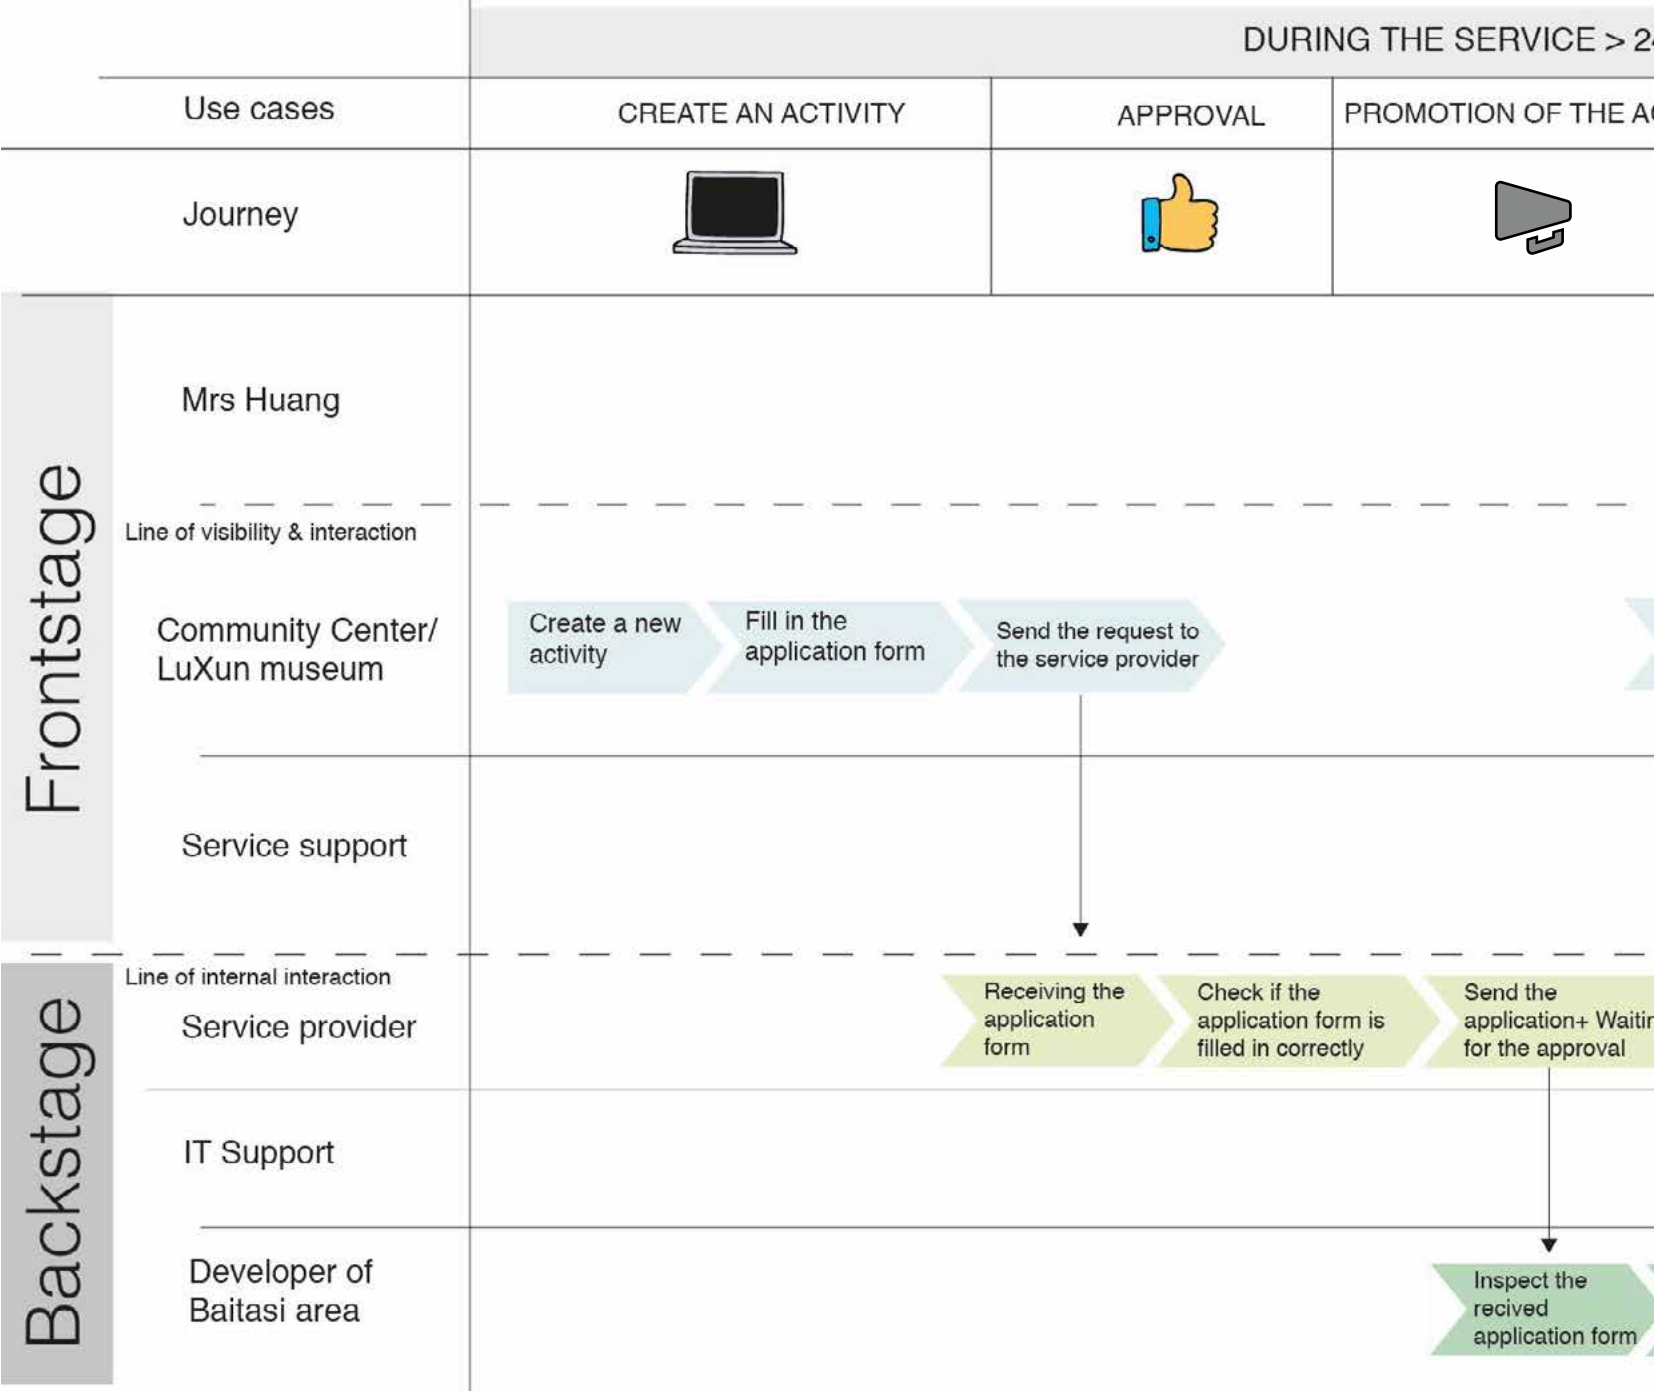 DURING THE SERVICE > 24
Use cases
CREATE AN ACTIVITY
APPROVAL
PROMOTION OF THE
Journey
Frontstage
Mrs Huang
Line of visibility & interaction
Community Center/
LuXun museum
Create a new
activity
Fill in the
application form
Send the request to
the service provider
Service support
Backstage
Line of internal interaction
Service provider
Receiving the
application
form
Check if the
application form is
filled in correctly
Send the
application+
for the approval
IT Support
Developer of
Baitasi area
Inspect the
recived
application form